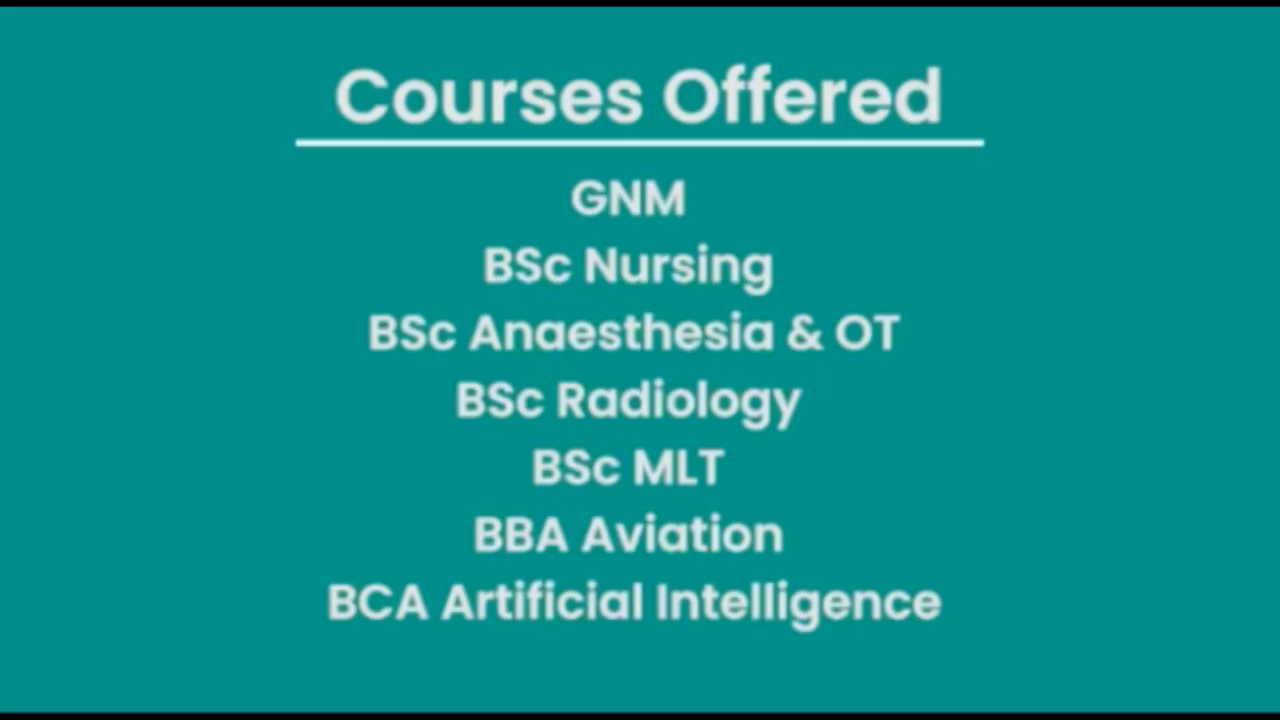 Courses Offered
GNM
BSc Nursing
BSc Anaesthesia & OT
BSc Radiology
BSc MLT
BBA Aviation
BCA Artificial Intelligence